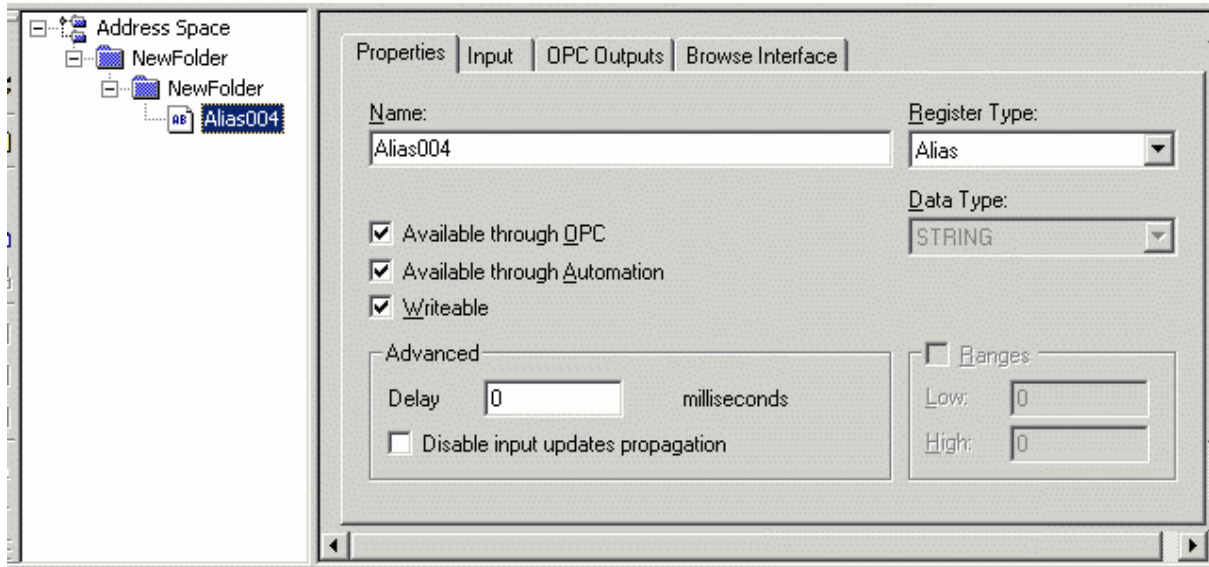 Address Space
NewFolder
NewFolder
Alias004
Properties Input OPC Outputs Browse Interface
Name: Register Type:
Alias004 Alias
Data Type:
Available through OPC STRING
Available through Automation
Writeable
Advanced Ranges
Delay 0 milliseconds Low: 0
Disable input updates propagation High: 0